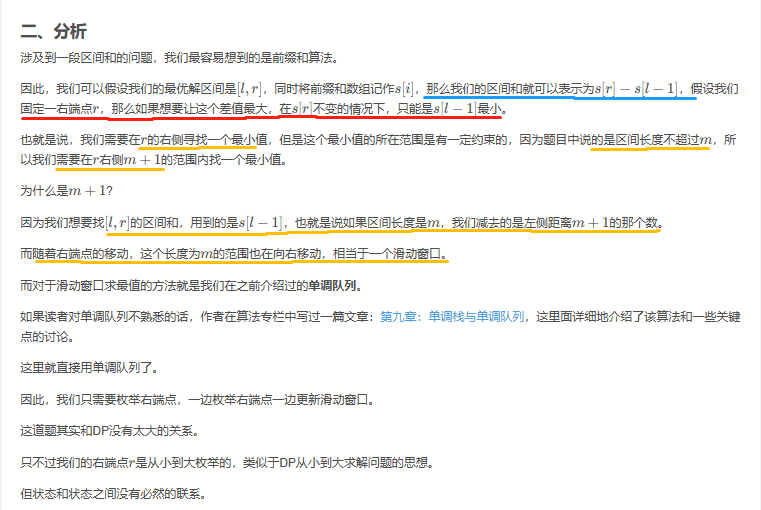 二、分析
涉及到一段区间和的问题，我们最容易想到的是前缀和算法。
因此，我们可以假设我们的最优解区间是[l, r]，同时将前缀和数组记作s[i]，那么我们的区间和就可以表示为s[r] − s[l − 1]，假设我们
固定一右端点r，那么如果想要让这个差值最大，在s[r]不变的情况下，只能是s[l − 1]最小。
也就是说，我们需要在r的右侧寻找一个最小值，但是这个最小值的所在范围是有一定约束的，因为题目中说的是区间长度不超过m，所
以我们需要在r右侧m + 1的范围内找一个最小值。
为什么是m + 1?
因为我们想要找[l, r]的区间和，用到的是s[l − 1]，也就是说如果区间长度是m，我们减去的是左侧距离m + 1的那个数。
而随着右端点的移动，这个长度为m的范围也在向右移动，相当于一个滑动窗口。
而对于滑动窗口求最值的方法就是我们在之前介绍过的单调队列。
如果读者对单调队列不熟悉的话，作者在算法专栏中写过一篇文章：第九章：单调栈与单调队列，这里面详细地介绍了该算法和一些关键
点的讨论。
这里就直接用单调队列了。
因此，我们只需要枚举右端点，一边枚举右端点一边更新滑动窗口。
这道题其实和DP没有太大的关系。
只不过我们的右端点r是从小到大枚举的，类似于DP从小到大求解问题的思想。
但状态和状态之间没有必然的联系。